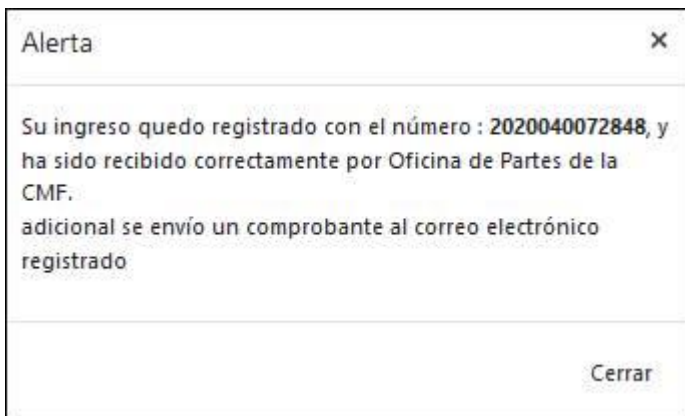 Alerta ×
Su ingreso quedo registrado con el número : 2020040072848, y
ha sido recibido correctamente por Oficina de Partes de la
CMF.
adicional se envío un comprobante al correo electrónico
registrado
Cerrar